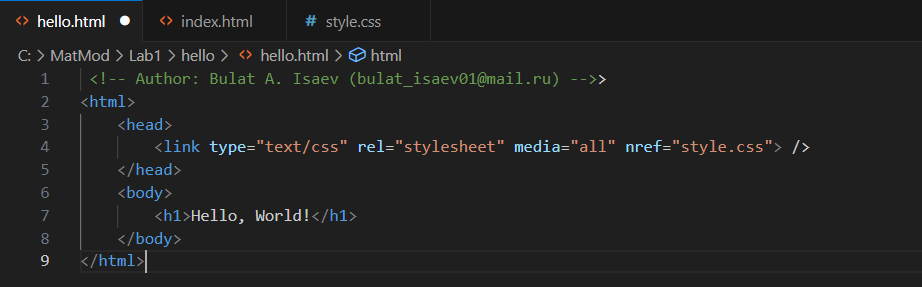 hello.html index.html style.css
C: > MatMod > Lab1 > hello > hello.html > html
1 <!-- Author: Bulat A. Isaev (bulat_isaev01@mail.ru) -->>
2 <html>
3 <head>
4 <link type="text/css" rel="stylesheet" media="all" nref="style.css"> />
5 </head>
6 <body>
7 <h1>Hello, World!</h1>
8 </body>
9 </html>